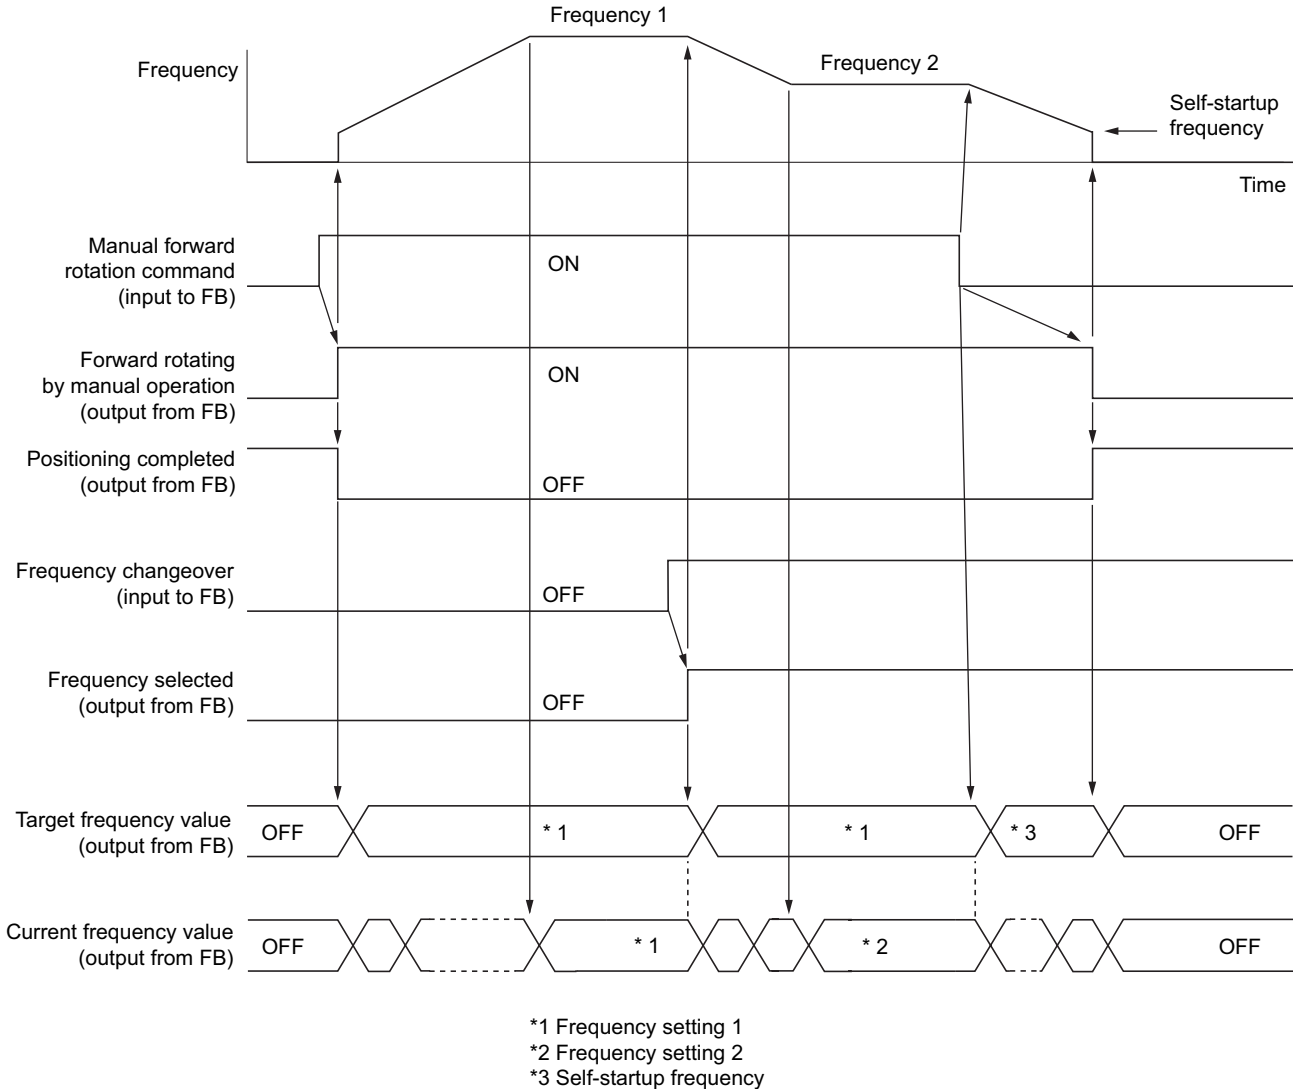 Frequency 1
Frequency 2
Frequency
Self-startup
frequency
Time
Manual forward
rotation command
(input to FB)
ON
Forward rotating
by manual operation
(output from FB)
ON
Positioning completed
(output from FB)
OFF
Frequency changeover
(input to FB)
OFF
Frequency selected
(output from FB)
OFF
Target frequency value
(output from FB)
OFF
* 1
* 1
* 3
OFF
Current frequency value
(output from FB)
OFF
* 1
* 2
OFF
*1 Frequency setting 1
*2 Frequency setting 2
*3 Self-startup frequency